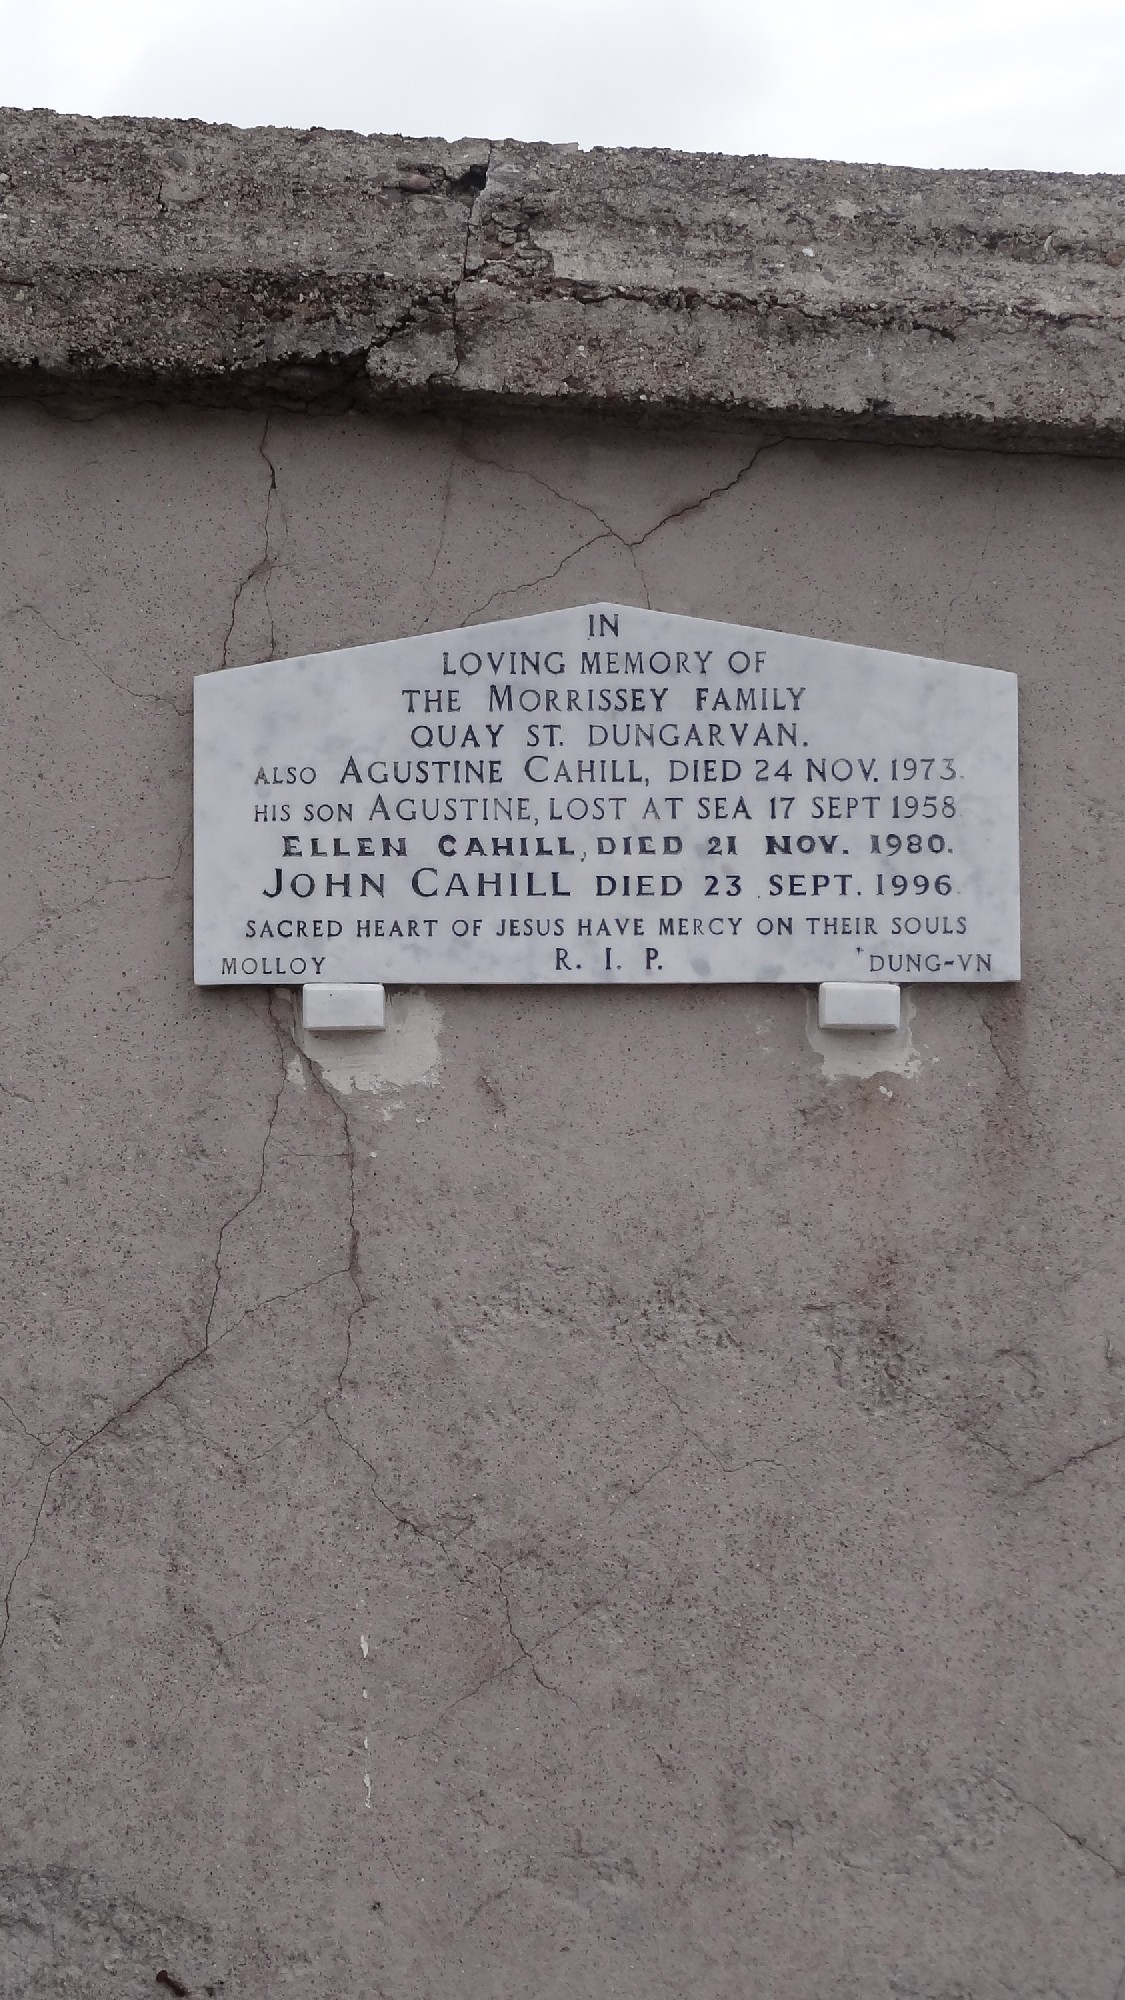 IN
LOVING MEMORY OF
THE MORRISSEY FAMILY
QUAY ST. DUNGARVAN.
ALSO AGUSTINE CAHILL, DIED 24 NOV. 1973.
HIS SON AGUSTINE, LOST AT SEA 17 SEPT 1958
ELLEN CAHILL, DIED 21 NOV. 1980.
JOHN CAHILL DIED 23 SEPT. 1996.
SACRED HEART OF JESUS HAVE MERCY ON THEIR SOULS
R. I. P.
MOLLOY DUNG-VN